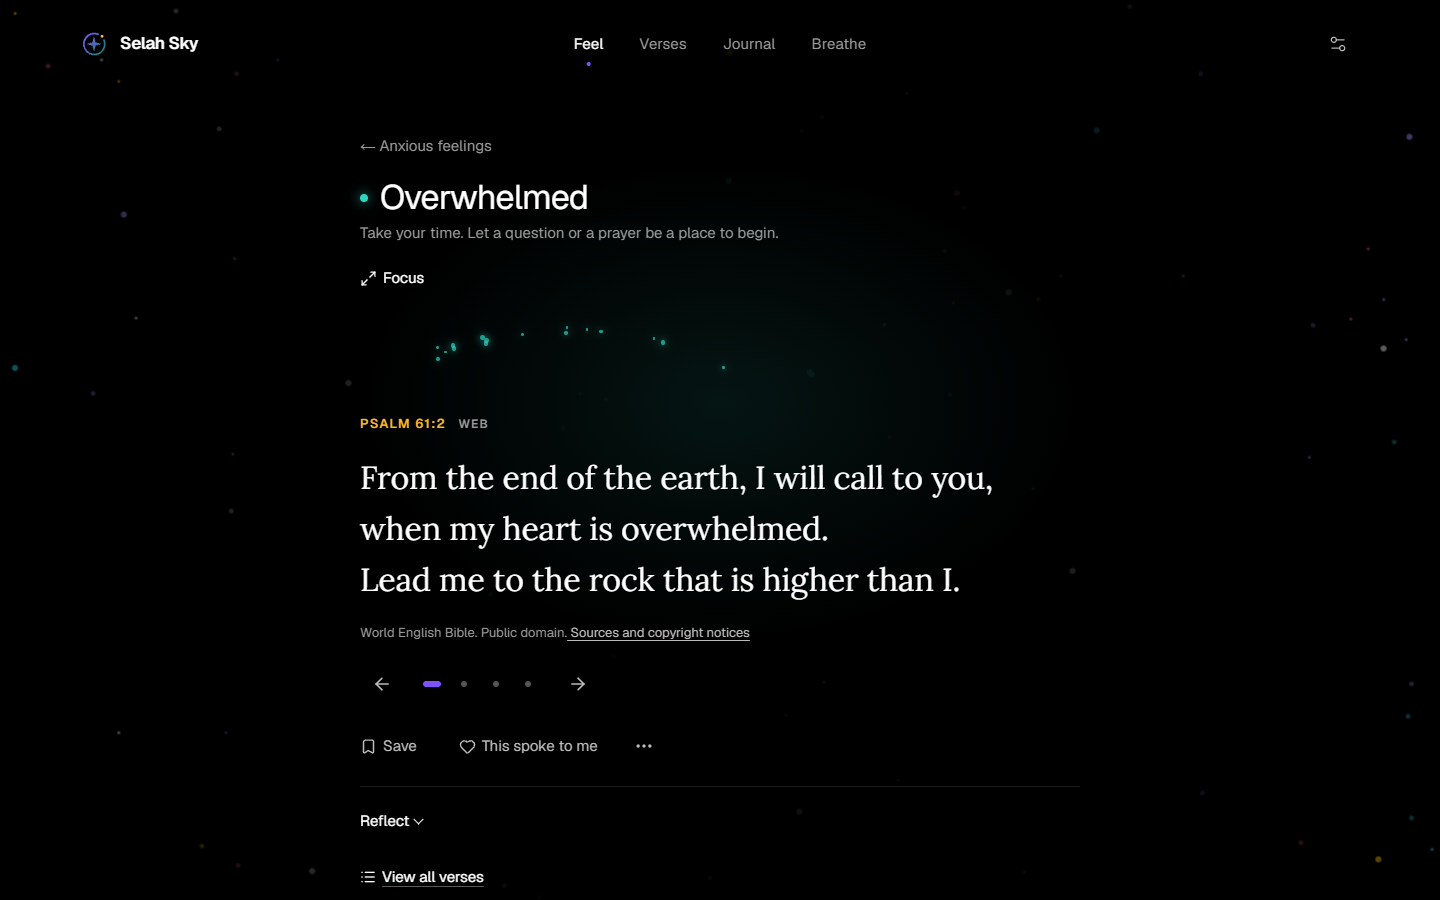 Selah Sky
Feel
Verses
Journal
Breathe
← Anxious feelings
Overwhelmed
Take your time. Let a question or a prayer be a place to begin.
Focus
PSALM 61:2 WEB
From the end of the earth, I will call to you,
when my heart is overwhelmed.
Lead me to the rock that is higher than I.
World English Bible. Public domain. Sources and copyright notices
Save
This spoke to me
Reflect
View all verses